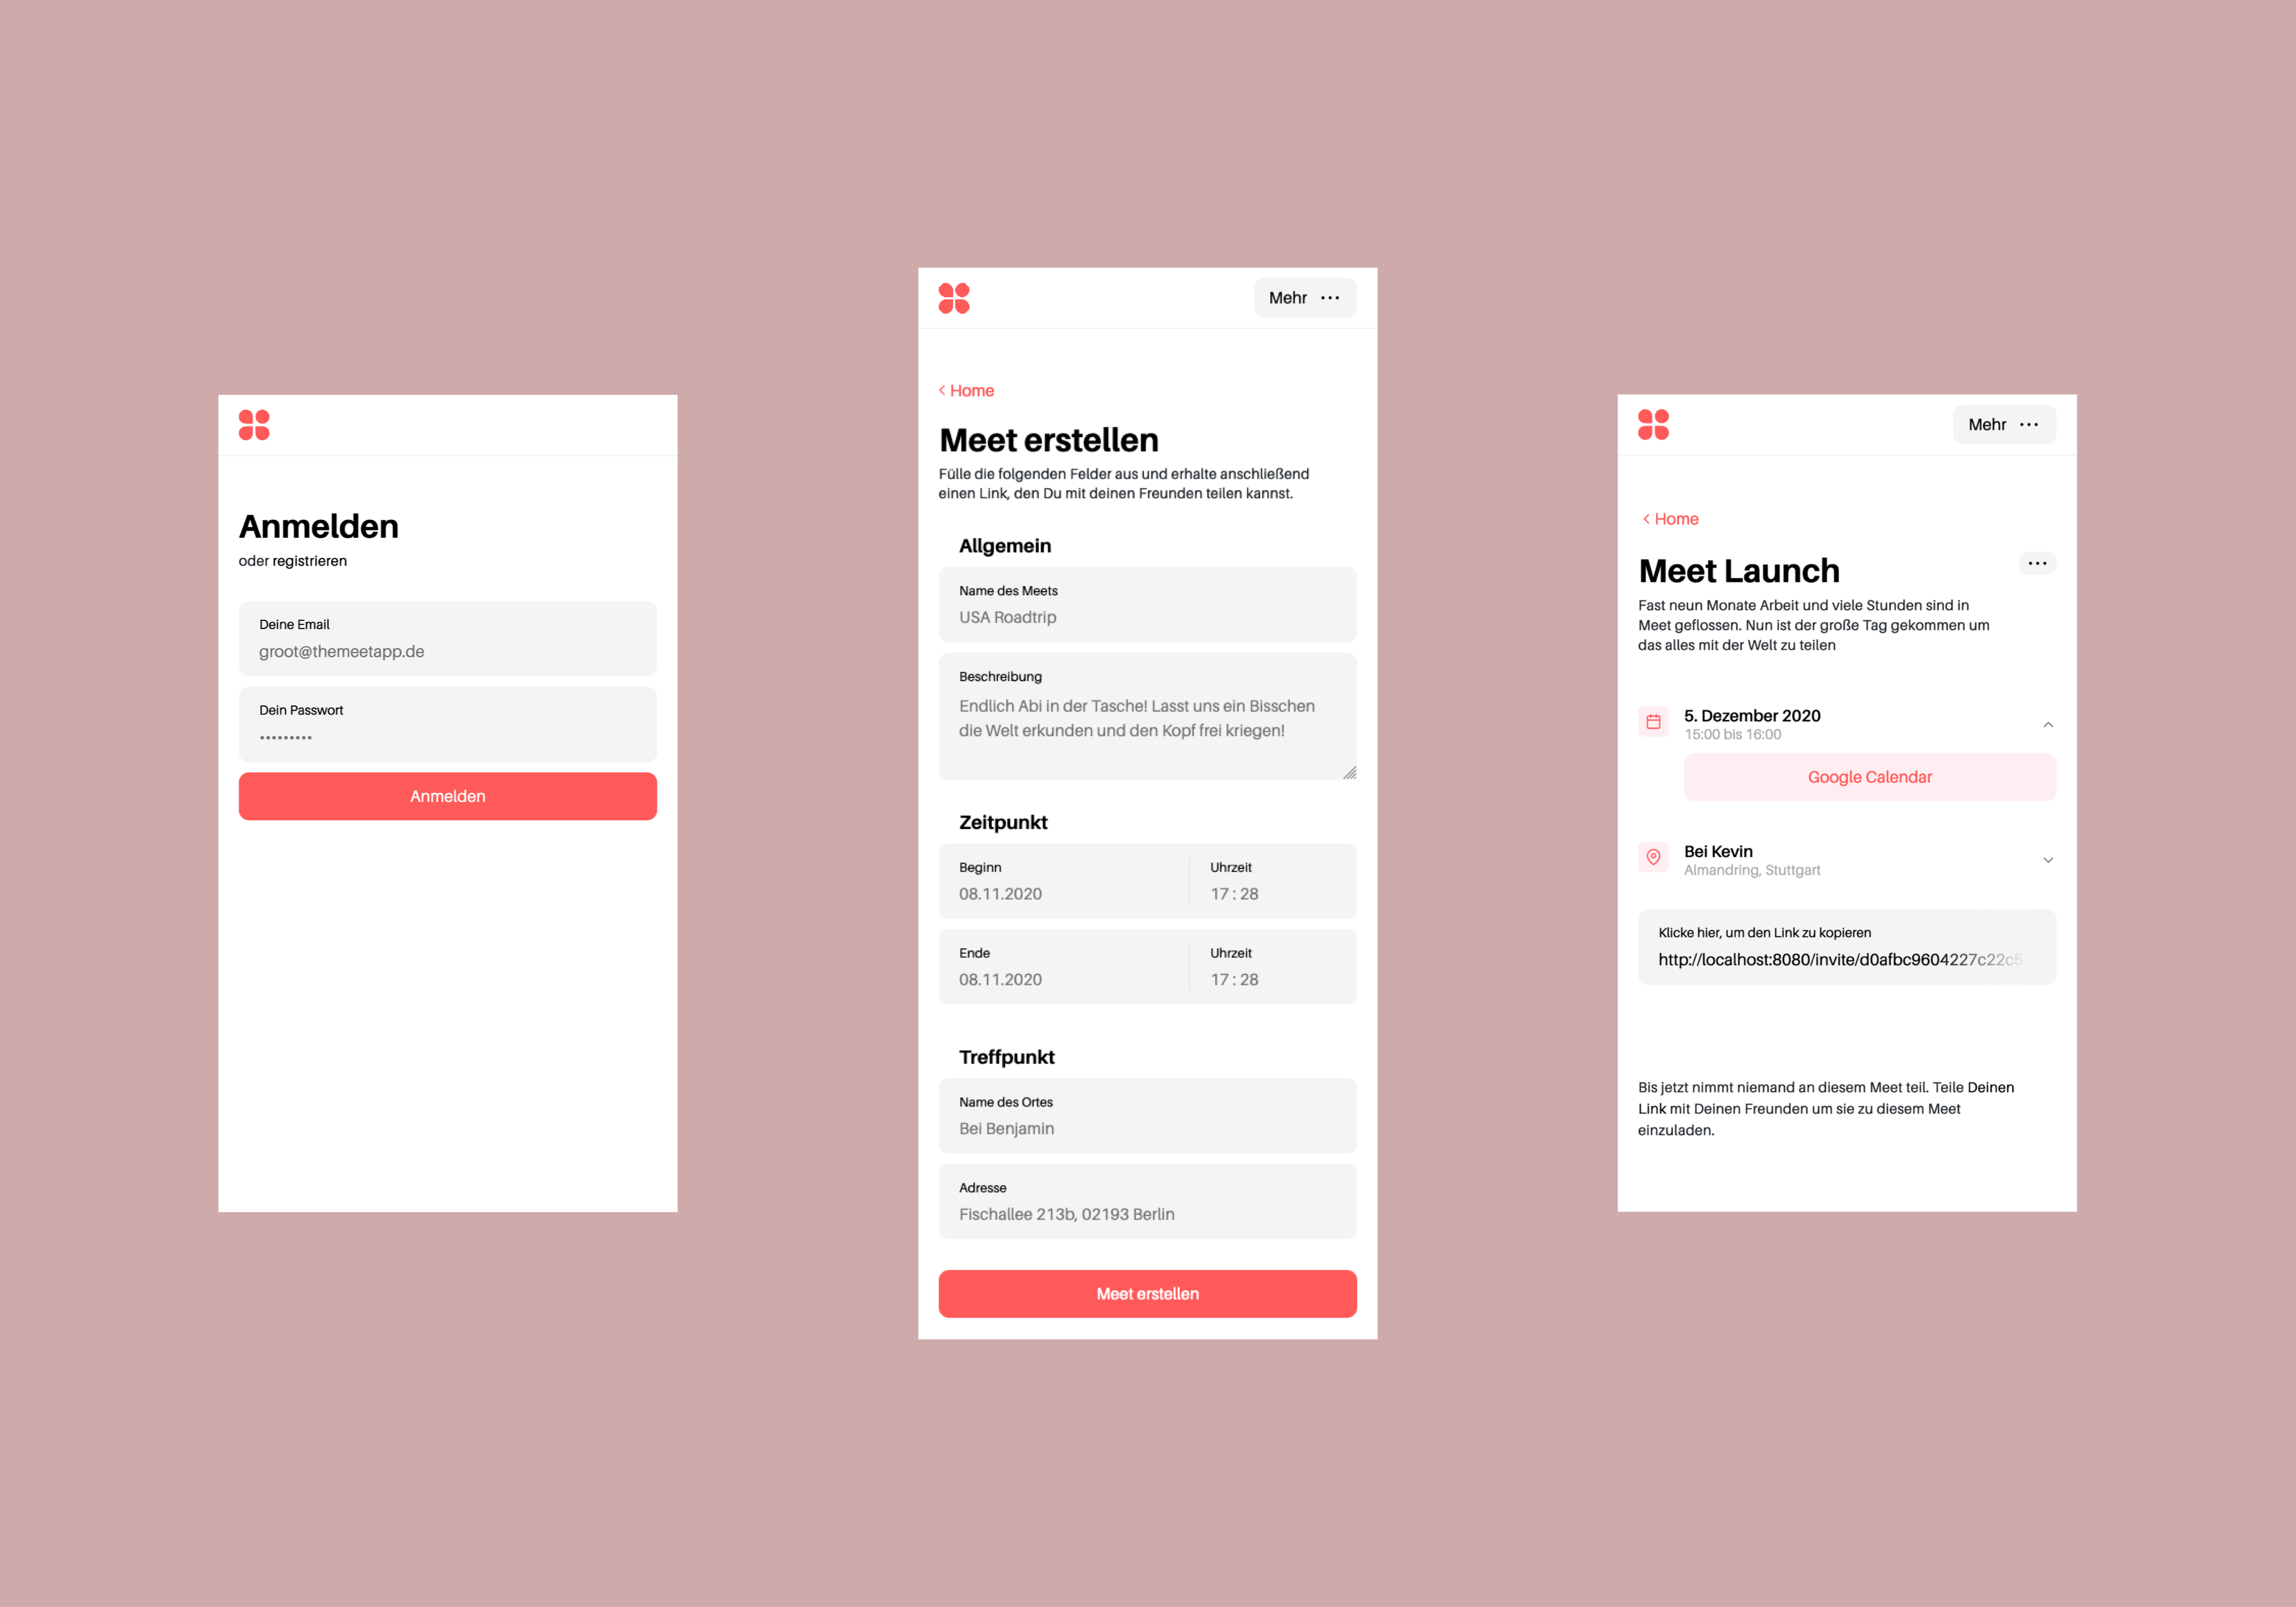 Anmelden
oder registrieren
Deine Email
groot@themeetapp.de
Dein Passwort
•••••••••
Anmelden
Mehr ···
< Home
Meet erstellen
Fülle die folgenden Felder aus und erhalte anschließend
einen Link, den Du mit deinen Freunden teilen kannst.
Allgemein
Name des Meets
USA Roadtrip
Beschreibung
Endlich Abi in der Tasche! Lasst uns ein Bisschen
die Welt erkunden und den Kopf frei kriegen!
Zeitpunkt
Beginn Uhrzeit
08.11.2020 17 : 28
Ende Uhrzeit
08.11.2020 17 : 28
Treffpunkt
Name des Ortes
Bei Benjamin
Adresse
Fischallee 213b, 02193 Berlin
Meet erstellen
Mehr ···
< Home
Meet Launch
Fast neun Monate Arbeit und viele Stunden sind in
Meet geflossen. Nun ist der große Tag gekommen um
das alles mit der Welt zu teilen
5. Dezember 2020
15:00 bis 16:00
Google Calendar
Bei Kevin
Almandring, Stuttgart
Klicke hier, um den Link zu kopieren
http://localhost:8080/invite/d0afbc9604227c22c5
Bis jetzt nimmt niemand an diesem Meet teil. Teile Deinen
Link mit Deinen Freunden um sie zu diesem Meet
einzuladen.